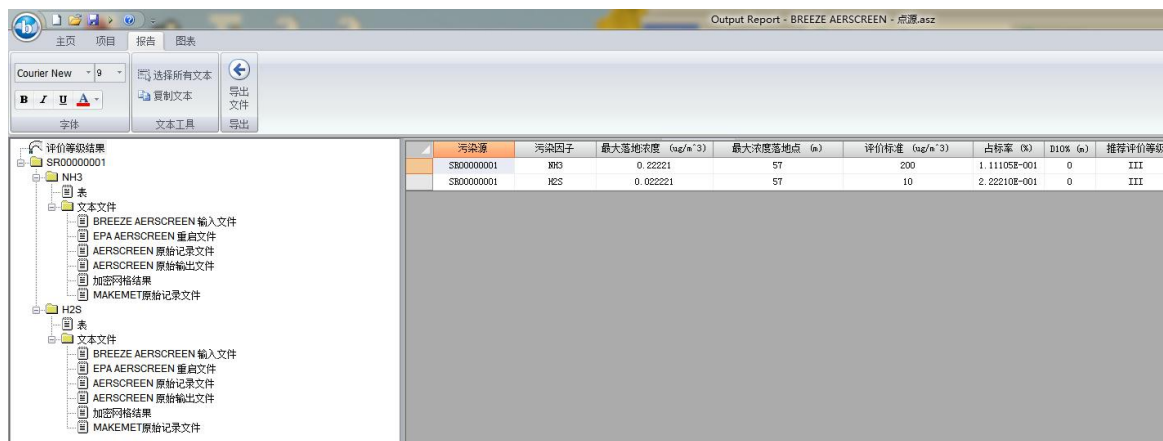 Output Report - BREEZE AERSCREEN - 点源.asz
主页 项目 报告 图表
Courier New 9
选择所有文本
复制文本
B I U A
导出
文件
字体 文本工具 导出
评价等级结果
SR00000001
NH3
表
文本文件
BREEZE AERSCREEN 输入文件
EPA AERSCREEN 重启文件
AERSCREEN 原始记录文件
AERSCREEN 原始输出文件
加密网格结果
MAKEMET原始记录文件
H2S
表
文本文件
BREEZE AERSCREEN 输入文件
EPA AERSCREEN 重启文件
AERSCREEN 原始记录文件
AERSCREEN 原始输出文件
加密网格结果
MAKEMET原始记录文件
污染源 污染因子 最大落地浓度 (ug/m^3) 最大浓度落地点 (m) 评价标准 (ug/m^3) 占标率 (%) D10% (m) 推荐评价等级
SR00000001 NH3 0.22221 57 200 1.11105E-001 0 III
SR00000001 H2S 0.022221 57 10 2.22210E-001 0 III